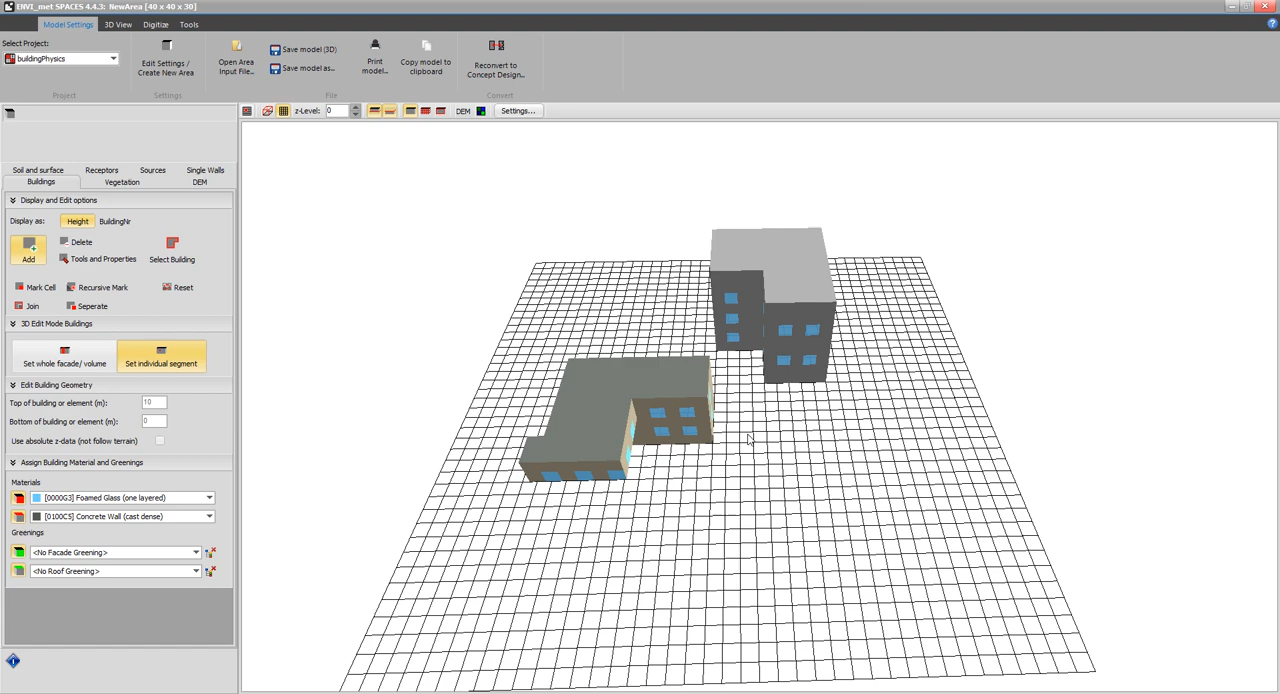 ENVI_met SPACES 4.4.3: NewArea [40 x 40 x 30]
Model Settings 3D View Digitize Tools
Select Project:
buildingPhysics
Edit Settings /
Create New Area
Open Area
Input File...
Save model (3D)
Save model as...
Print
model...
Copy model to
clipboard
Reconvert to
Concept Design...
Project Settings File Convert
z-Level: 0 DEM Settings...
Soil and surface Receptors Sources Single Walls
Buildings Vegetation DEM
Display and Edit options
Display as: Height BuildingNr
Add
Delete
Tools and Properties
Select Building
Mark Cell Recursive Mark Reset
Join Seperate
3D Edit Mode Buildings
Set whole facade/ volume Set individual segment
Edit Building Geometry
Top of building or element (m): 10
Bottom of building or element (m): 0
Use absolute z-data (not follow terrain)
Assign Building Material and Greenings
Materials
[0000G3] Foamed Glass (one layered)
[0100C5] Concrete Wall (cast dense)
Greenings
<No Facade Greening>
<No Roof Greening>